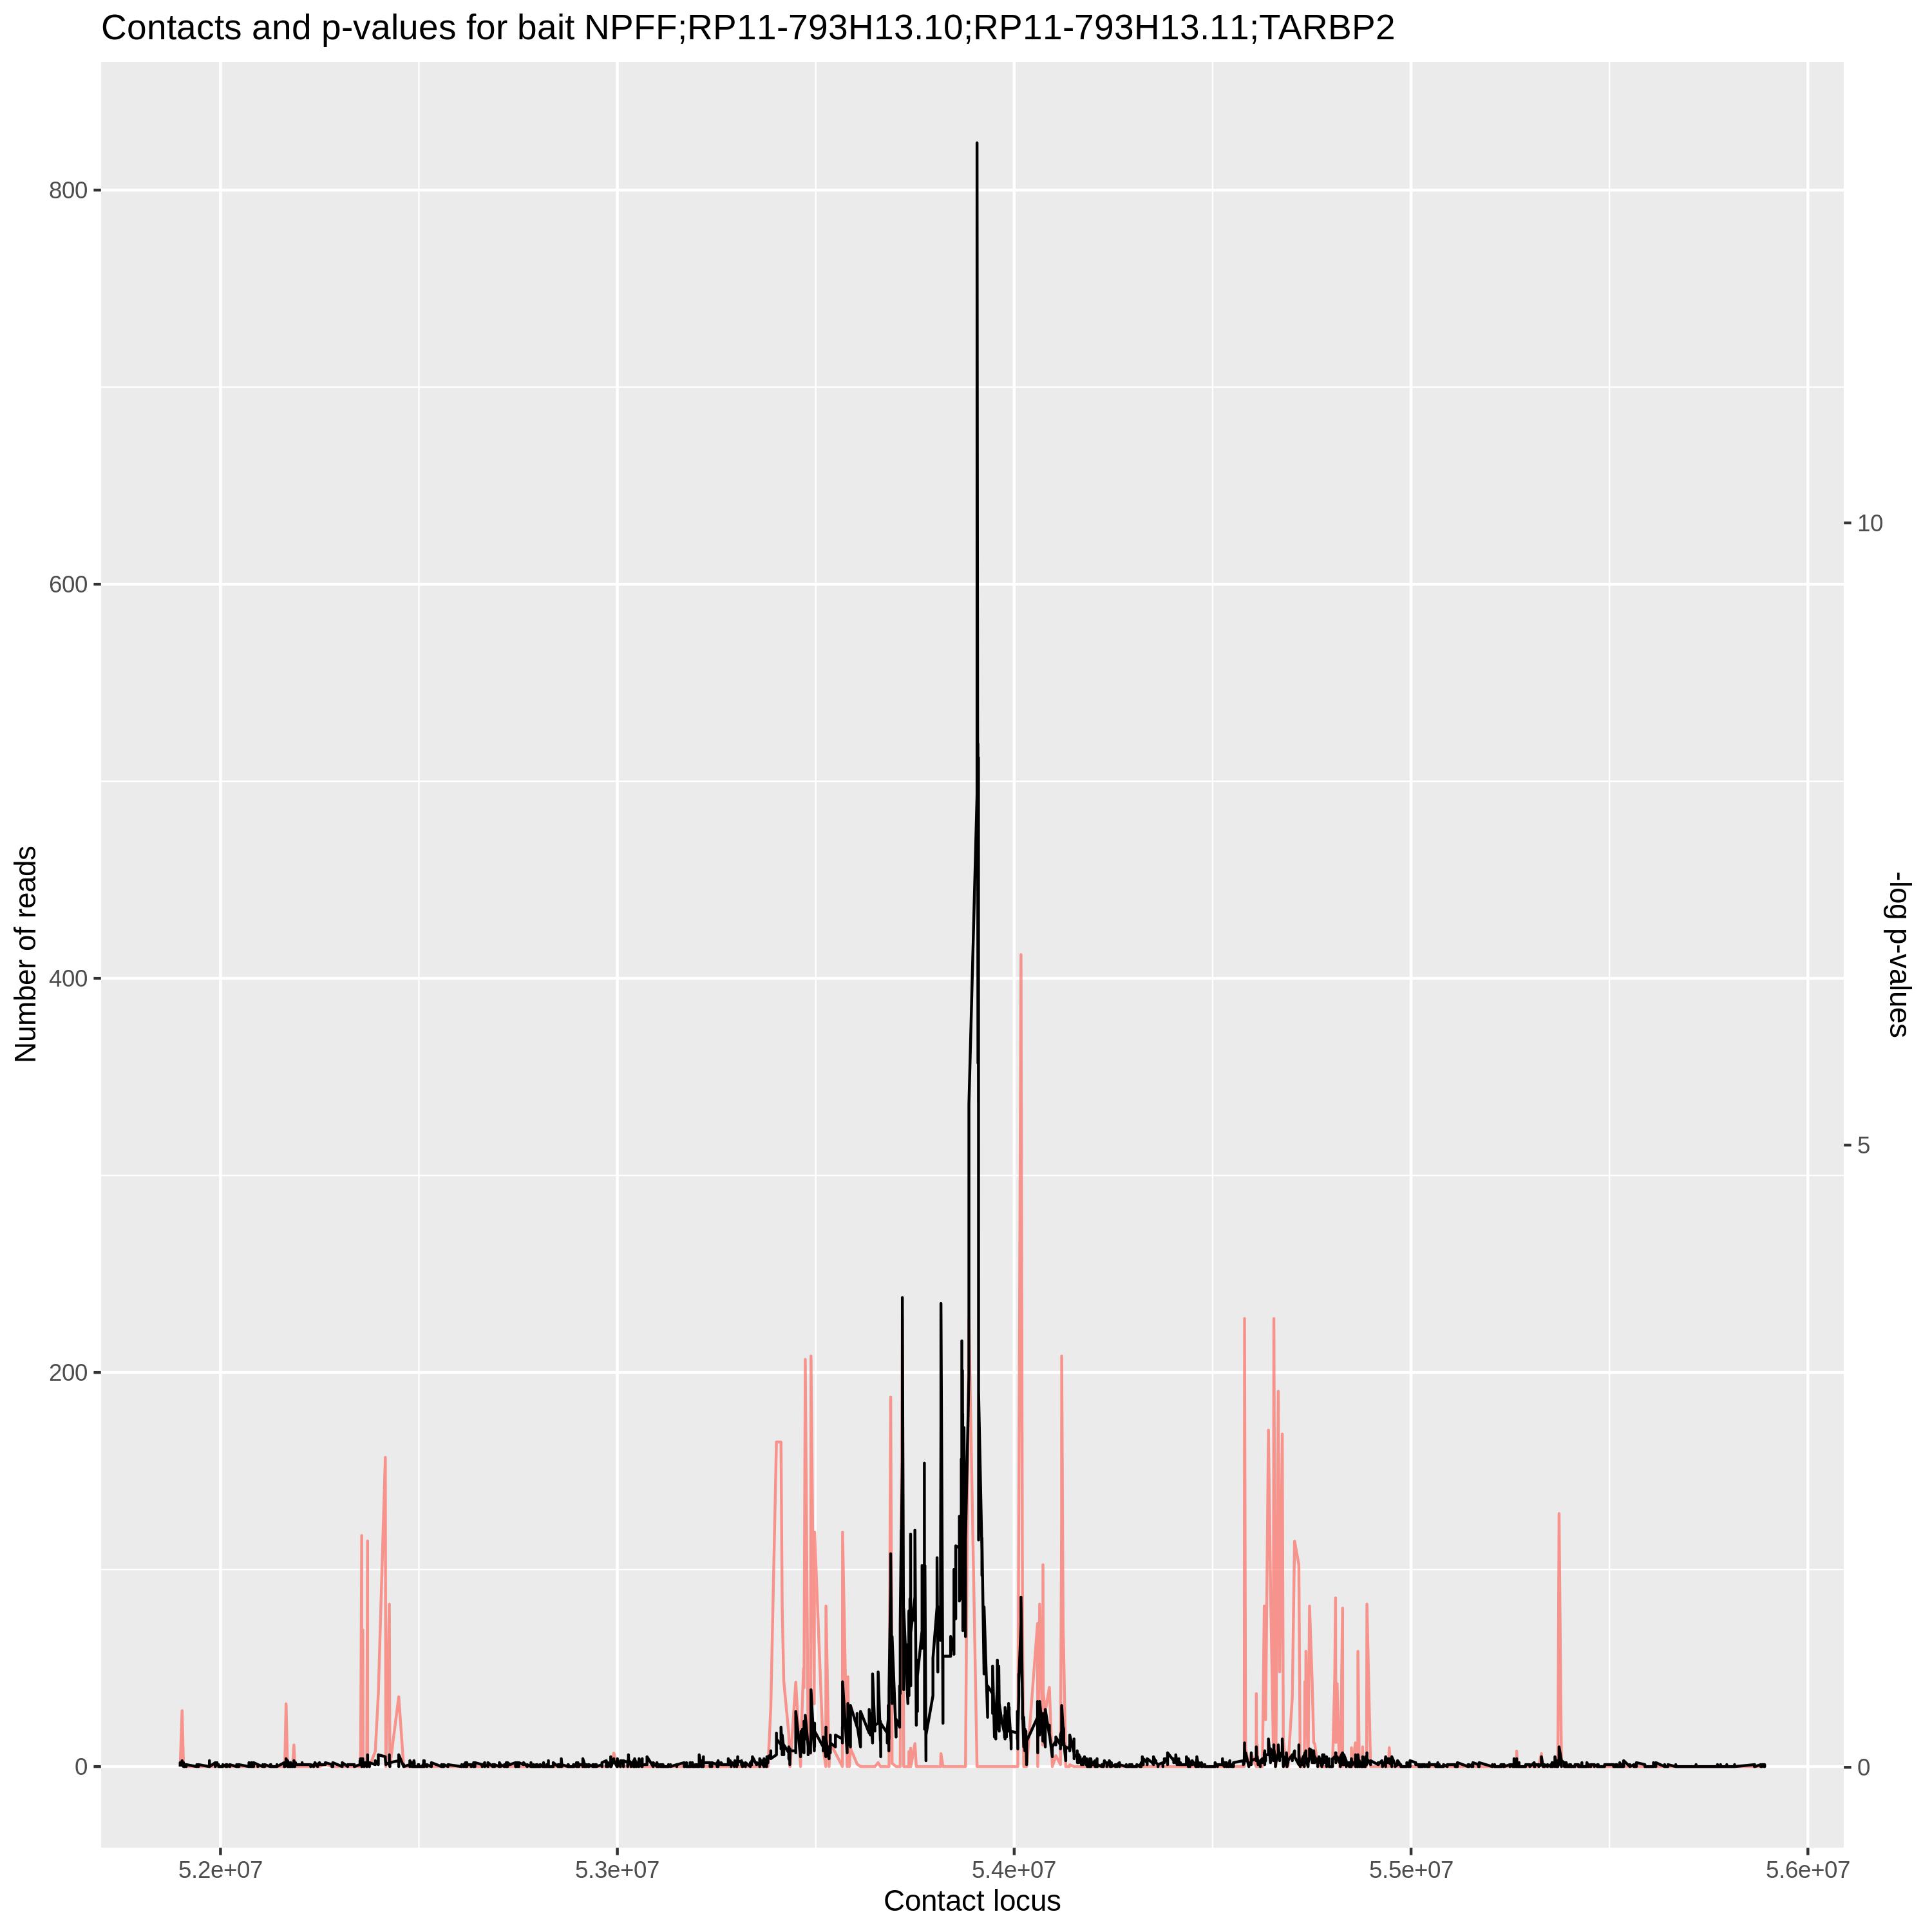 Contacts and p-values for bait NPFF;RP11-793H13.10;RP11-793H13.11;TARBP2
800
600
400
200
0
Number of reads
10
5
0
-log p-values
5.2e+07
5.3e+07
5.4e+07
5.5e+07
5.6e+07
Contact locus